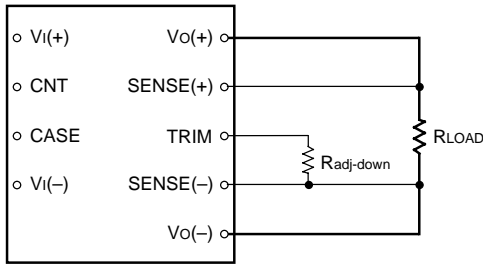 VI(+) VO(+)
CNT SENSE(+)
CASE TRIM
RLOAD
Radj-down
VI(–) SENSE(–)
VO(–)